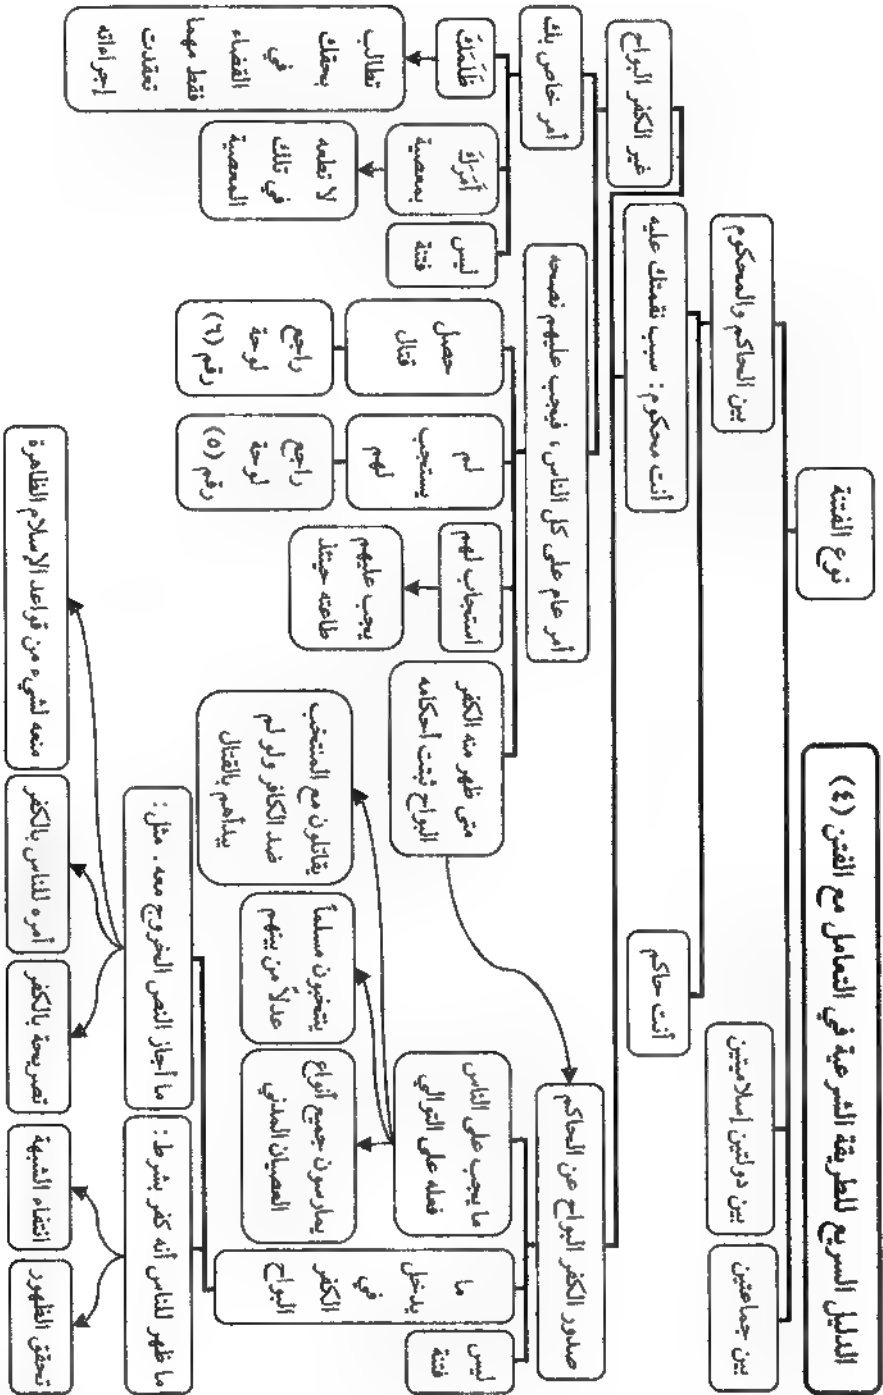 الدليل السريع للطريقة الشرعية في التعامل مع الفتن (٤)
نوع الفتنة
بين جماعتين
بين دولتين إسلاميتين
بين الحاكم والمحكوم
أنت حاكم
أنت محكوم: سبب نقمتك عليه
صدور الكفر البواح عن الحاكم
غير الكفر البواح
ليس
فتنة
ما
يدخل
في
الكفر
البواح
ما يجب على الناس
فعله على التوالي
أمر عام على كل الناس، فيجب عليهم نصحه
أمر خاص بك
متى ظهر منه الكفر
البواح ثبتت أحكامه
استجاب لهم
لم
يستجب
لهم
حصل
قتال
ليس
فتنة
أمَرَكَ
بمعصية
ظَلَمَكَ
يمارسون جميع أنواع
العصيان المدني
ينتخبون مسلماً
عدلاً من بينهم
يقاتلون مع المنتخب
ضد الكافر ولو لم
يبدأهم بالقتال
يجب عليهم
طاعته حينئذ
راجع
لوحة
رقم (٥)
راجع
لوحة
رقم (٦)
لا تطعه
في تلك
المعصية
تطالب
بحقك
في
القضاء
فقط مهما
تعقدت
إجراءاته
ما ظهر للناس أنه كفر بشرط:
ما أجاز النص الخروج معه. مثل:
تحقق الظهور
انتفاء الشبهة
تصريحة بالكفر
أمره للناس بالكفر
منعه لشيء من قواعد الإسلام الظاهرة